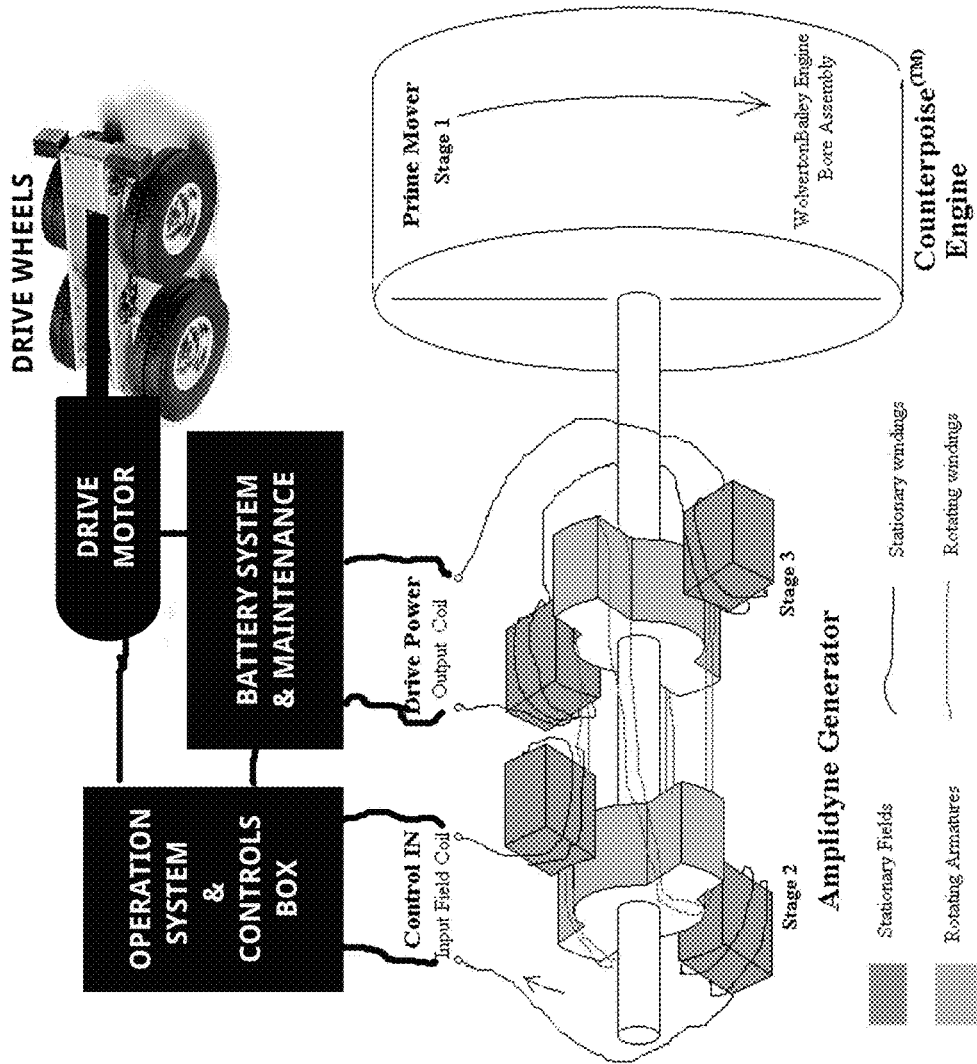 DRIVE WHEELS
DRIVE
MOTOR
OPERATION
SYSTEM
&
CONTROLS
BOX
BATTERY SYSTEM
& MAINTENANCE
Control IN
Input Field Coil
Drive Power
Output Coil
Prime Mover
Stage 1
WolvertonBailey Engine
Bore Assembly
Counterpoise(TM)
Engine
Stage 2
Stage 3
Amplidyne Generator
Stationary Fields
Stationary windings
Rotating Armatures
Rotating windings